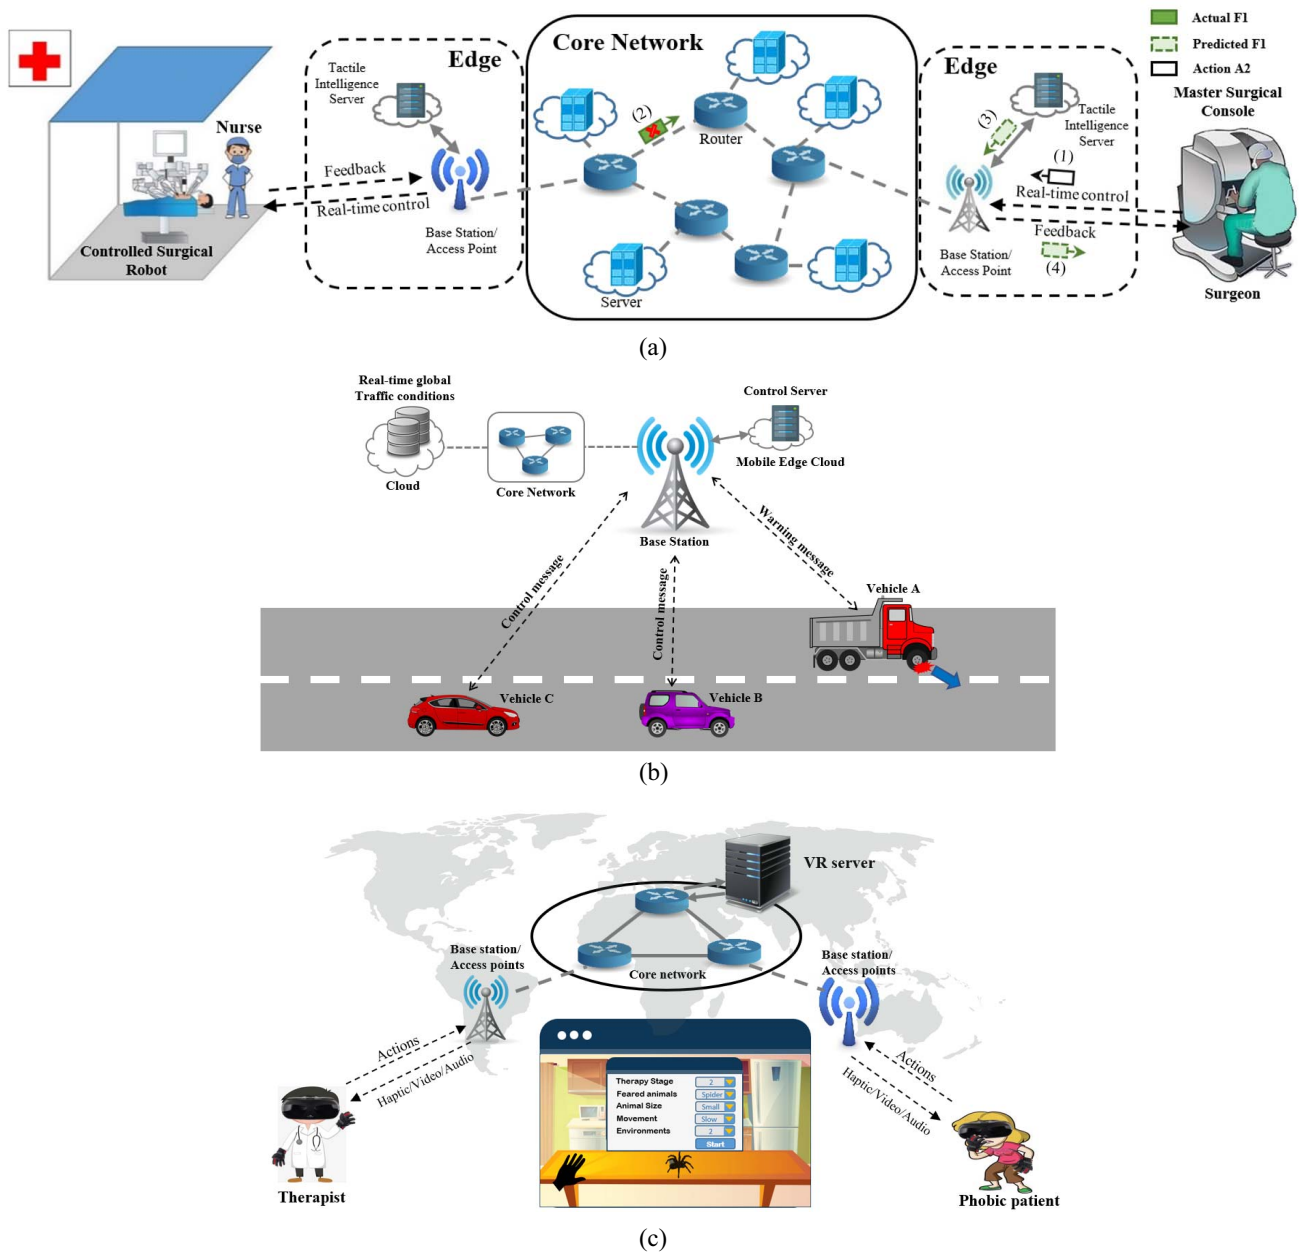 Actual F1
Predicted F1
Action A2
Core Network
Edge
Edge
Tactile
Intelligence
Server
Nurse
Feedback
Real-time control
Base Station/
Access Point
Controlled Surgical
Robot
(2)
Router
Server
(3)
Tactile
Intelligence
Server
(1)
Real-time control
Feedback
(4)
Base Station/
Access Point
Master Surgical
Console
Surgeon
(a)
Real-time global
Traffic conditions
Cloud
Core Network
Control Server
Mobile Edge Cloud
Base Station
Control message
Control message
Warning message
Vehicle A
Vehicle C
Vehicle B
(b)
VR server
Base station/
Access points
Core network
Base station/
Access points
Actions
Haptic/Video/Audio
Actions
Haptic/Video/Audio
Therapy Stage 2
Feared animals Spider
Animal Size Small
Movement Slow
Environments 2
Start
Therapist
Phobic patient
(c)